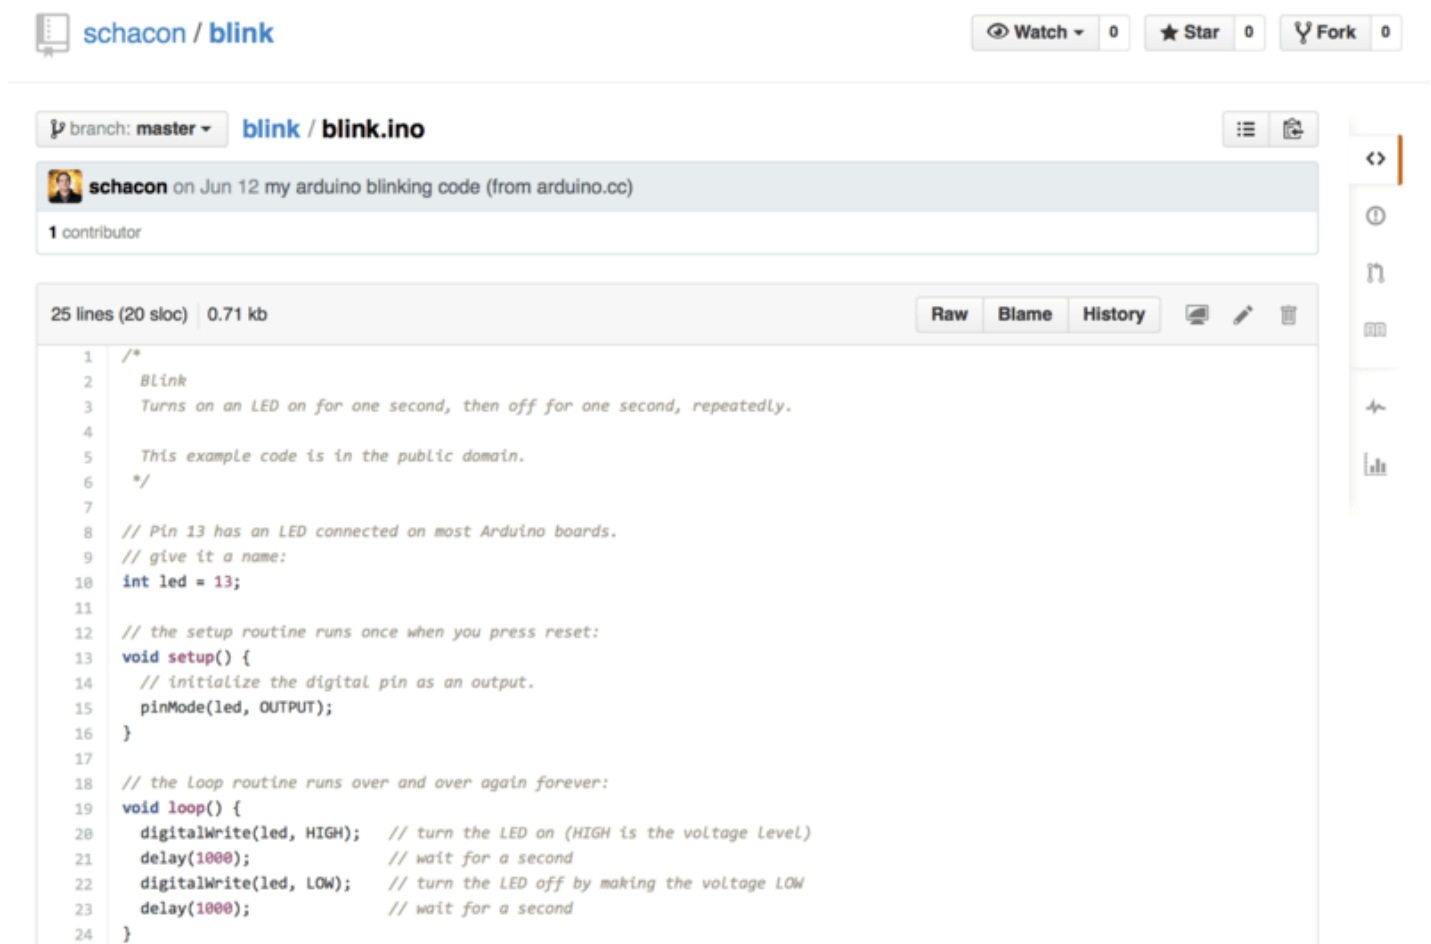 schacon / blink
Watch 0 Star 0 Fork 0
branch: master blink / blink.ino
schacon on Jun 12 my arduino blinking code (from arduino.cc)
1 contributor
25 lines (20 sloc) 0.71 kb Raw Blame History
1 /*
2 Blink
3 Turns on an LED on for one second, then off for one second, repeatedly.
4
5 This example code is in the public domain.
6 */
7
8 // Pin 13 has an LED connected on most Arduino boards.
9 // give it a name:
10 int led = 13;
11
12 // the setup routine runs once when you press reset:
13 void setup() {
14 // initialize the digital pin as an output.
15 pinMode(led, OUTPUT);
16 }
17
18 // the loop routine runs over and over again forever:
19 void loop() {
20 digitalWrite(led, HIGH); // turn the LED on (HIGH is the voltage level)
21 delay(1000); // wait for a second
22 digitalWrite(led, LOW); // turn the LED off by making the voltage LOW
23 delay(1000); // wait for a second
24 }